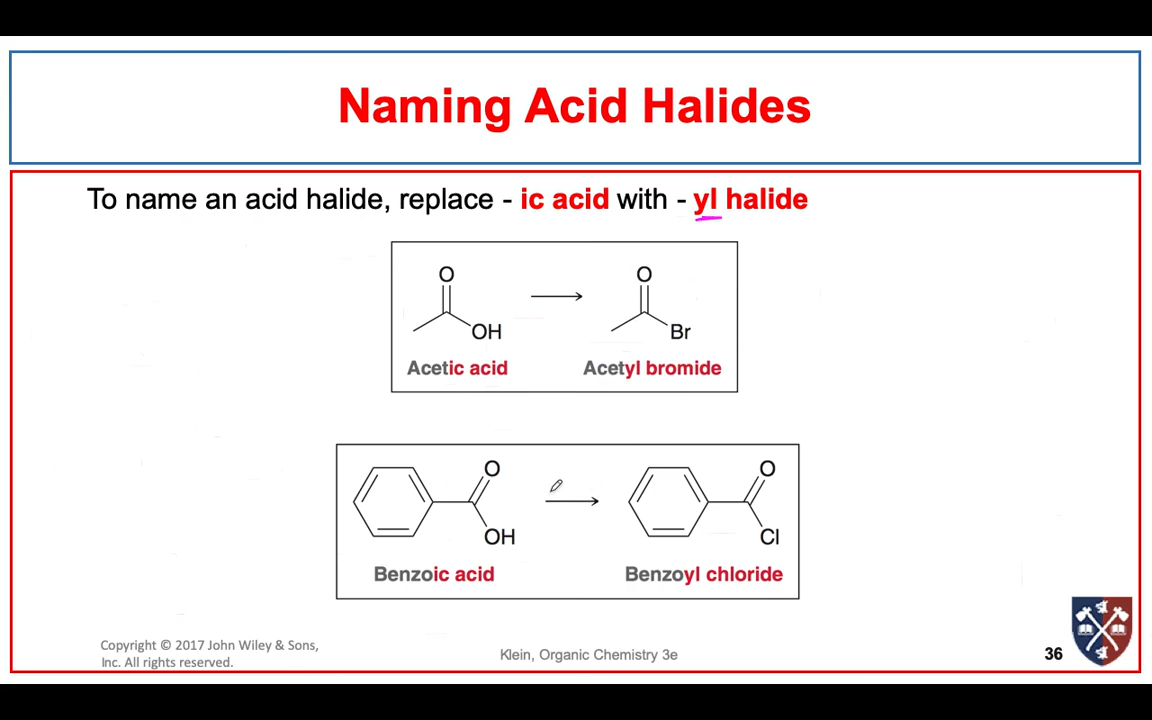 Naming Acid Halides
To name an acid halide, replace - ic acid with - yl halide
O
O
OH
Br
Acetic acid
Acetyl bromide
O
O
OH
Cl
Benzoic acid
Benzoyl chloride
Copyright © 2017 John Wiley & Sons,
Inc. All rights reserved.
Klein, Organic Chemistry 3e
36